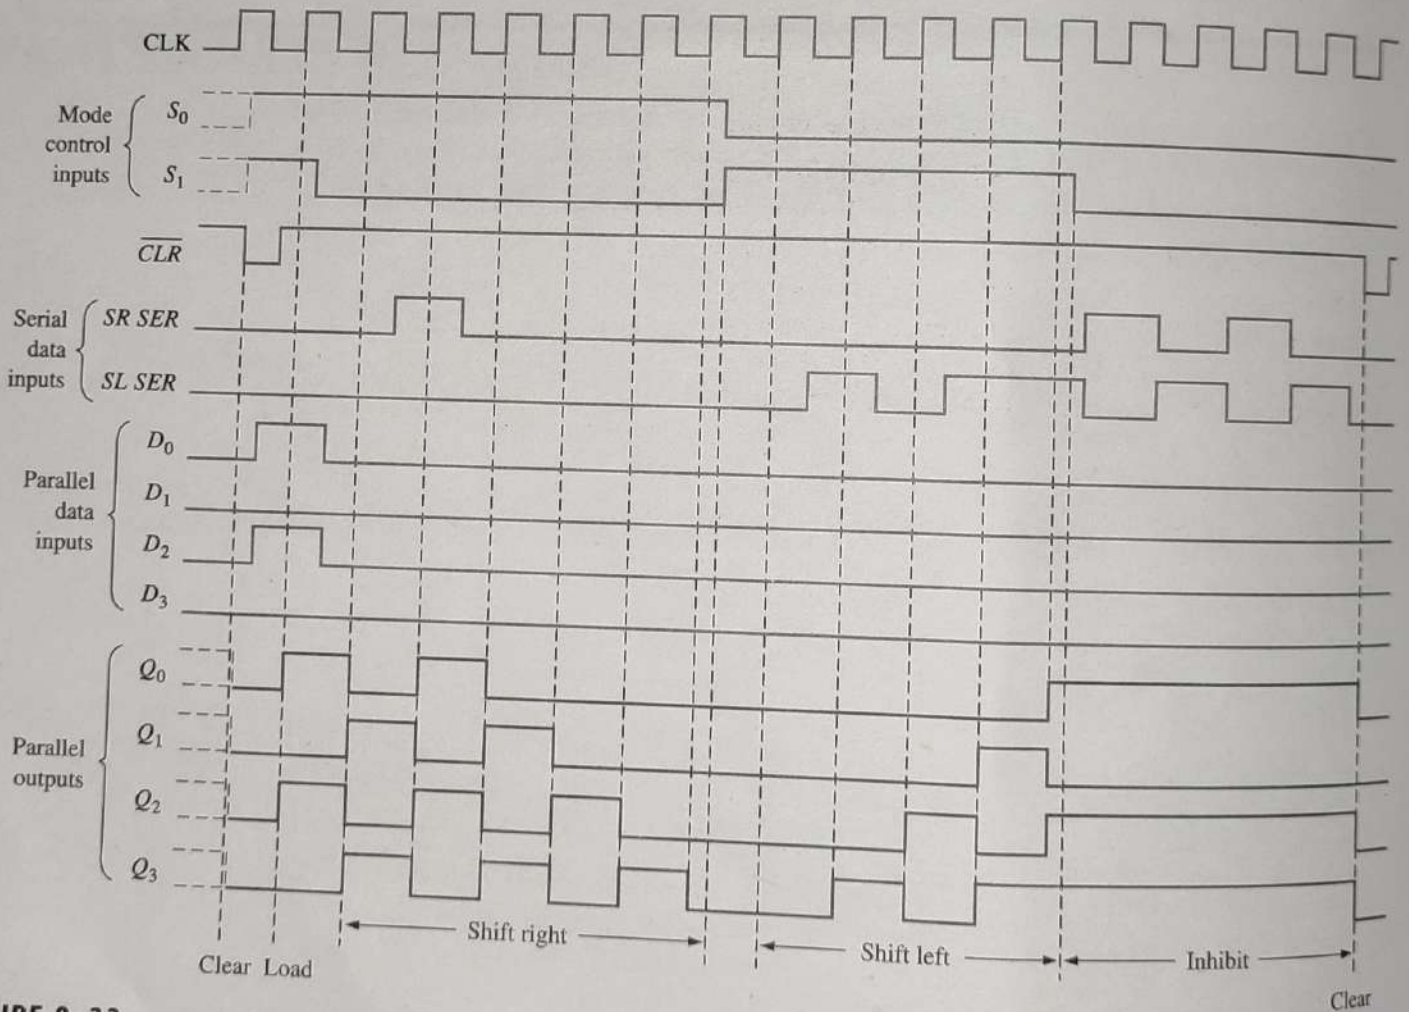 CLK
Mode
control
inputs
S0
S1
CLR
Serial
data
inputs
SR SER
SL SER
Parallel
data
inputs
D0
D1
D2
D3
Parallel
outputs
Q0
Q1
Q2
Q3
Shift right
Shift left
Inhibit
Clear Load
Clear